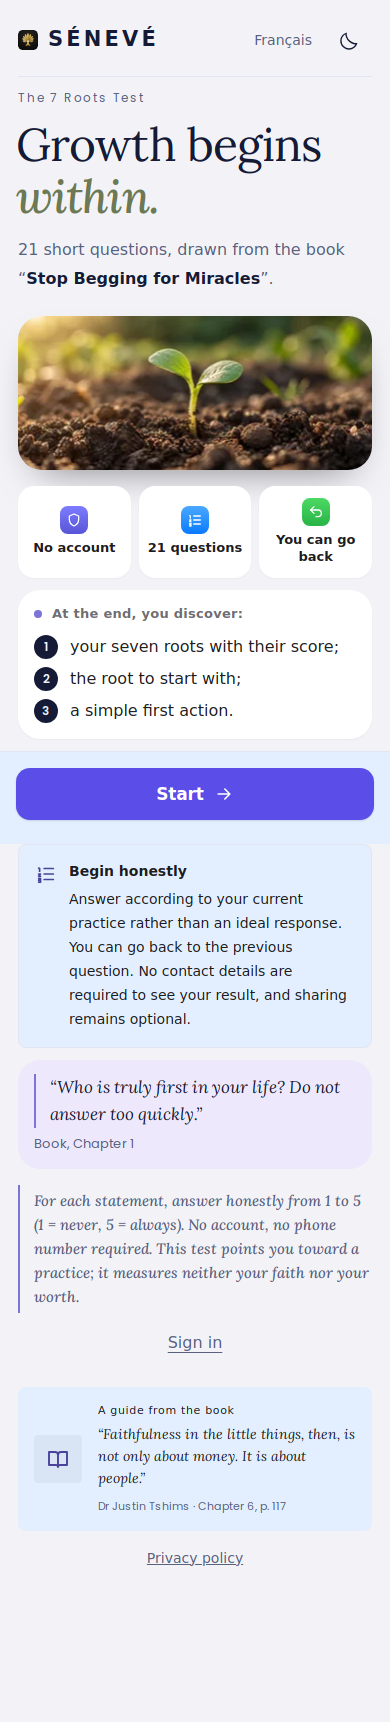 SÉNEVÉ
Français
The 7 Roots Test
Growth begins
within.
21 short questions, drawn from the book
“Stop Begging for Miracles”.
No account
21 questions
You can go
back
At the end, you discover:
1 your seven roots with their score;
2 the root to start with;
3 a simple first action.
Start →
Begin honestly
Answer according to your current
practice rather than an ideal response.
You can go back to the previous
question. No contact details are
required to see your result, and sharing
remains optional.
“Who is truly first in your life? Do not
answer too quickly.”
Book, Chapter 1
For each statement, answer honestly from 1 to 5
(1 = never, 5 = always). No account, no phone
number required. This test points you toward a
practice; it measures neither your faith nor your
worth.
Sign in
A guide from the book
“Faithfulness in the little things, then, is
not only about money. It is about
people.”
Dr Justin Tshims · Chapter 6, p. 117
Privacy policy